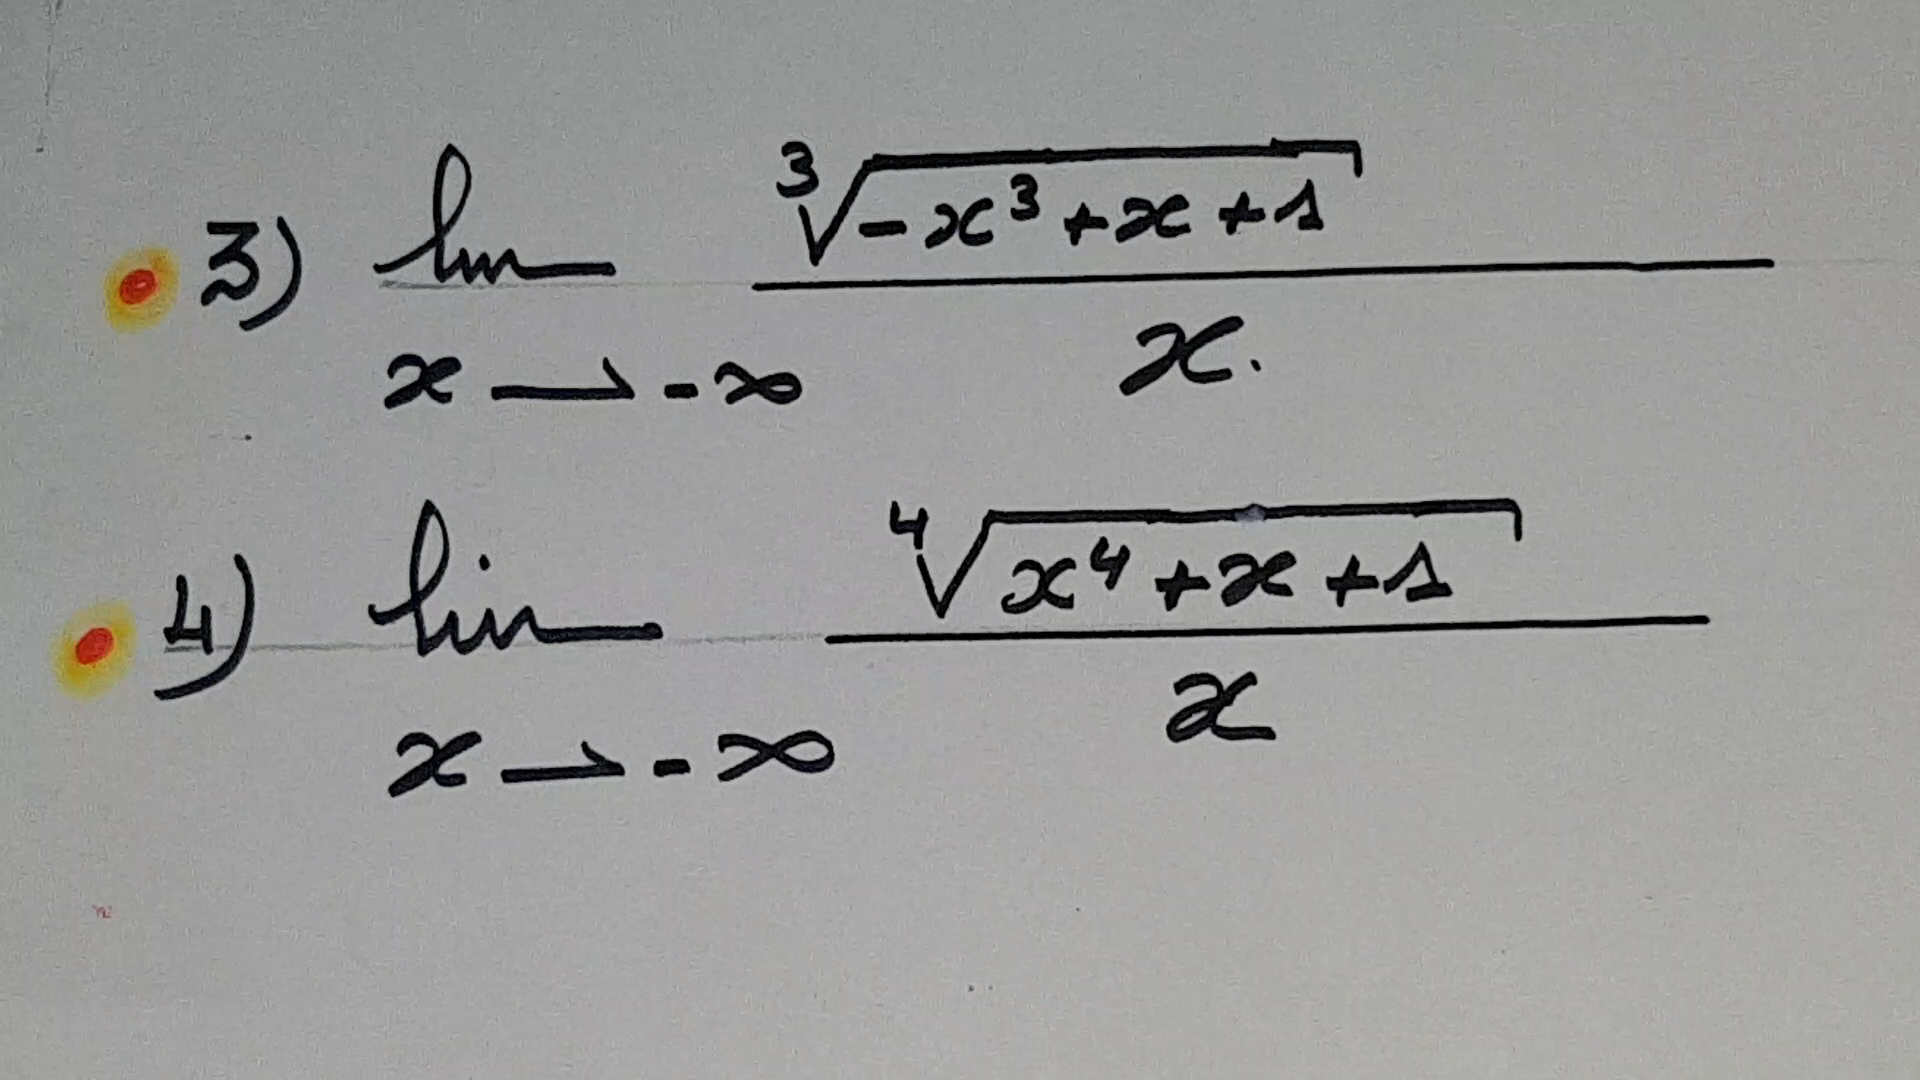 3) lim ∛(-x³ + x + 1) / x.
x → -∞
4) lim ∜(x⁴ + x + 1) / x
x → -∞